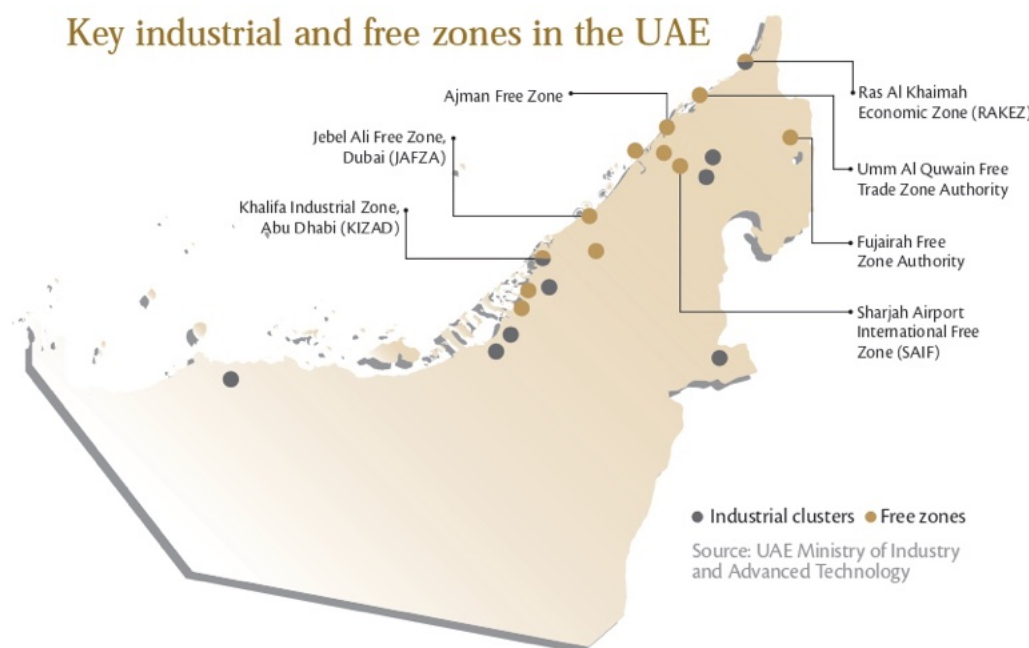 Key industrial and free zones in the UAE
Ajman Free Zone
Jebel Ali Free Zone,
Dubai (JAFZA)
Khalifa Industrial Zone,
Abu Dhabi (KIZAD)
Ras Al Khaimah
Economic Zone (RAKEZ)
Umm Al Quwain Free
Trade Zone Authority
Fujairah Free
Zone Authority
Sharjah Airport
International Free
Zone (SAIF)
Industrial clusters
Free zones
Source: UAE Ministry of Industry
and Advanced Technology